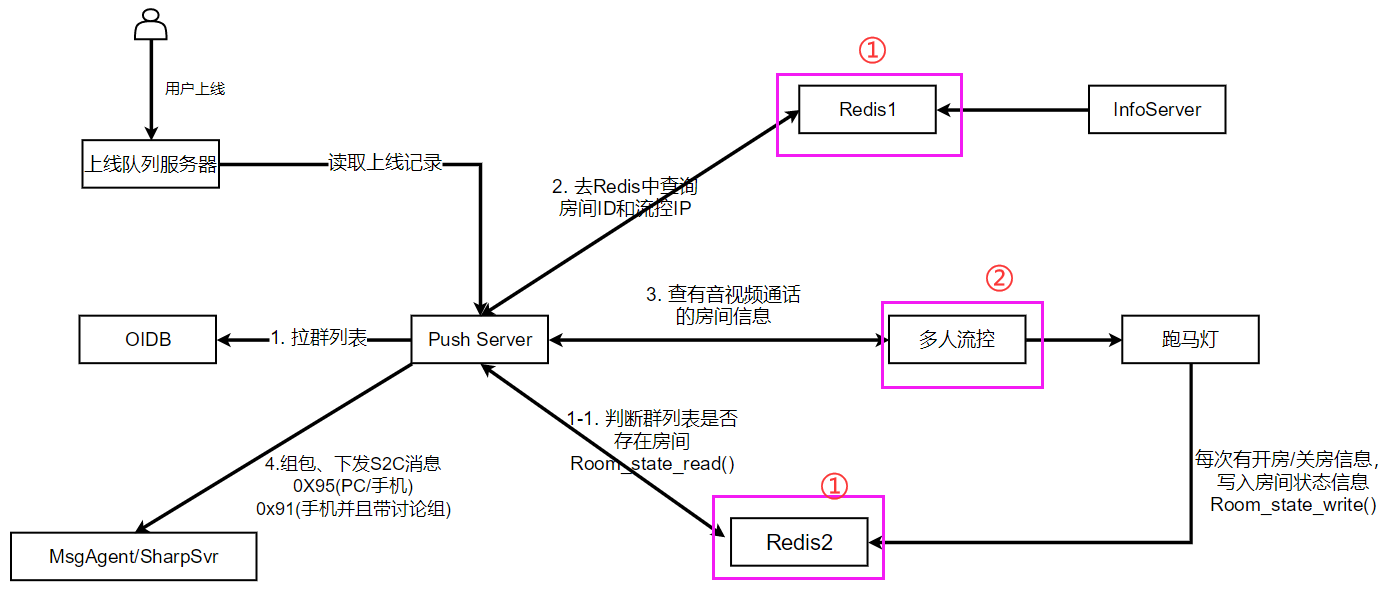 ①
Redis1
InfoServer
用户上线
上线队列服务器
读取上线记录
2. 去Redis中查询
房间ID和流控IP
②
3. 查有音视频通话
的房间信息
OIDB
1. 拉群列表
Push Server
多人流控
跑马灯
1-1. 判断群列表是否
存在房间
Room_state_read()
4.组包、下发S2C消息
0X95(PC/手机)
0x91(手机并且带讨论组)
每次有开房/关房信息,
写入房间状态信息
Room_state_write()
①
Redis2
MsgAgent/SharpSvr